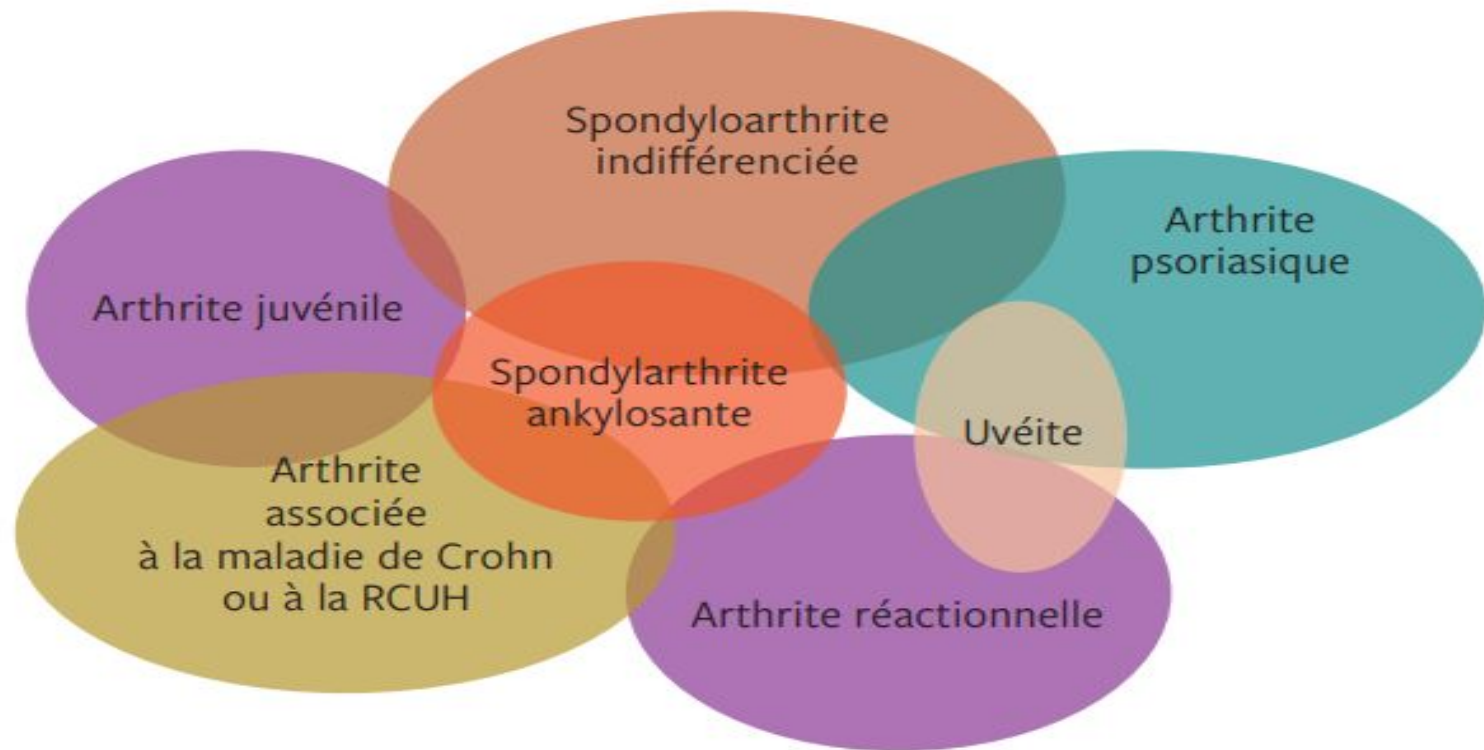 Spondyloarthrite
indifférenciée
Arthrite
psoriasique
Arthrite juvénile
Spondylarthrite
ankylosante
Uvéite
Arthrite
associée
à la maladie de Crohn
ou à la RCUH
Arthrite réactionnelle